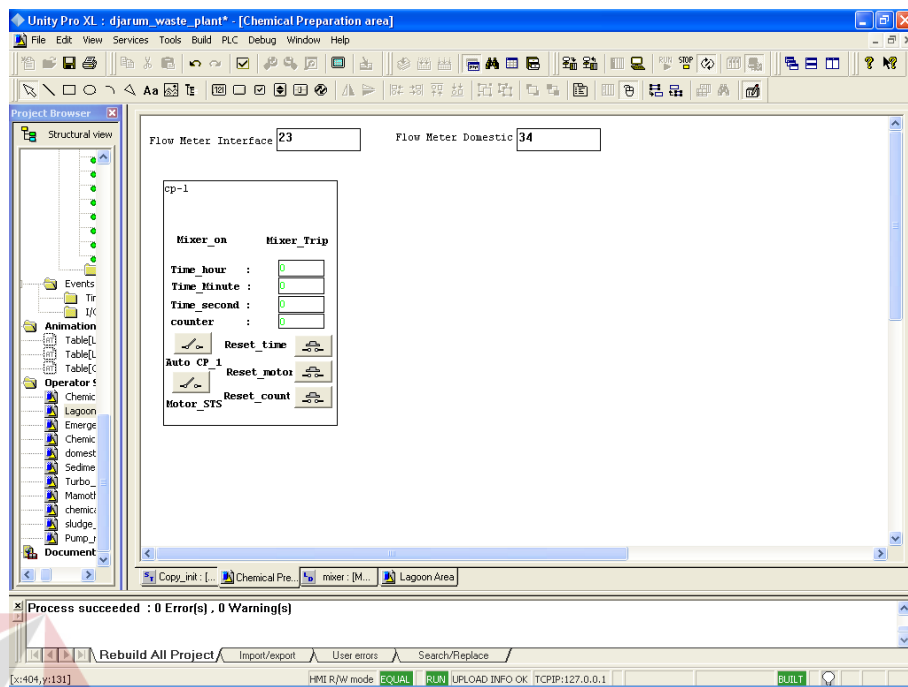 Unity Pro XL : djarum_waste_plant* - [Chemical Preparation area]
File Edit View Services Tools Build PLC Debug Window Help
Project Browser
Structural view
Events
Tir
I/C
Animation
Table[L
Table[L
Table[C
Operator S
Chemic
Lagoon
Emerge
Chemic
domest
Sedime
Turbo_
Mamoth
chemica
sludge_
Pump_r
Document
Flow Meter Interface 23
Flow Meter Domestic 34
cp-1
Mixer_on Mixer_Trip
Time_hour : 0
Time_Minute : 0
Time_second : 0
counter : 0
Reset_time
Auto CP_1
Reset_motor
Reset_count
Motor_STS
Copy_init : [... Chemical Pre... mixer : [M... Lagoon Area
Process succeeded : 0 Error(s) , 0 Warning(s)
Rebuild All Project Import/export User errors Search/Replace
[x:404,y:131] HMI R/W mode EQUAL RUN UPLOAD INFO OK TCPIP:127.0.0.1 BUILT